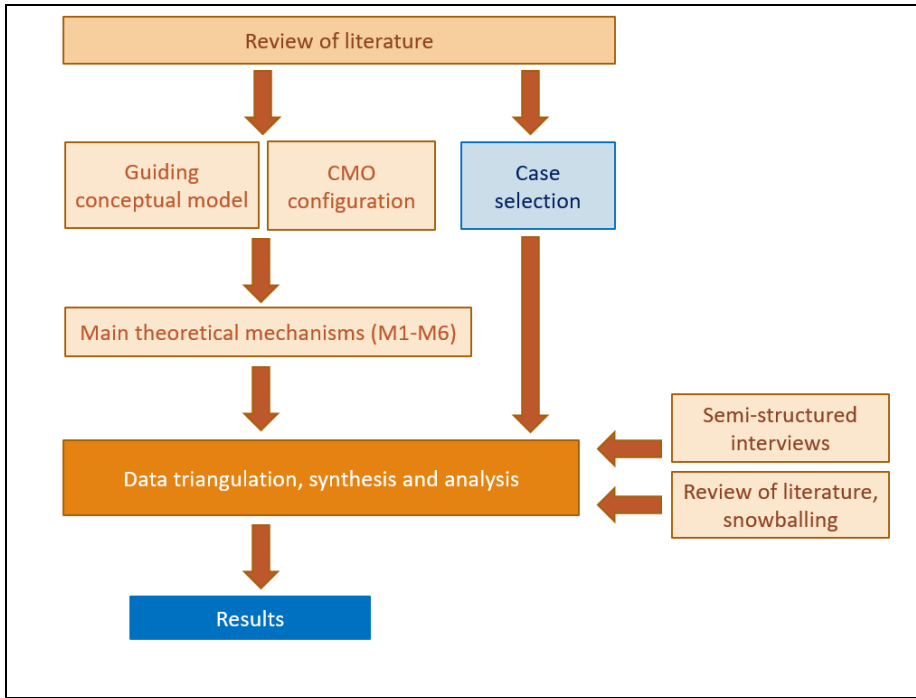 Review of literature
Guiding
conceptual model
CMO
configuration
Case
selection
Main theoretical mechanisms (M1-M6)
Semi-structured
interviews
Data triangulation, synthesis and analysis
Review of literature,
snowballing
Results